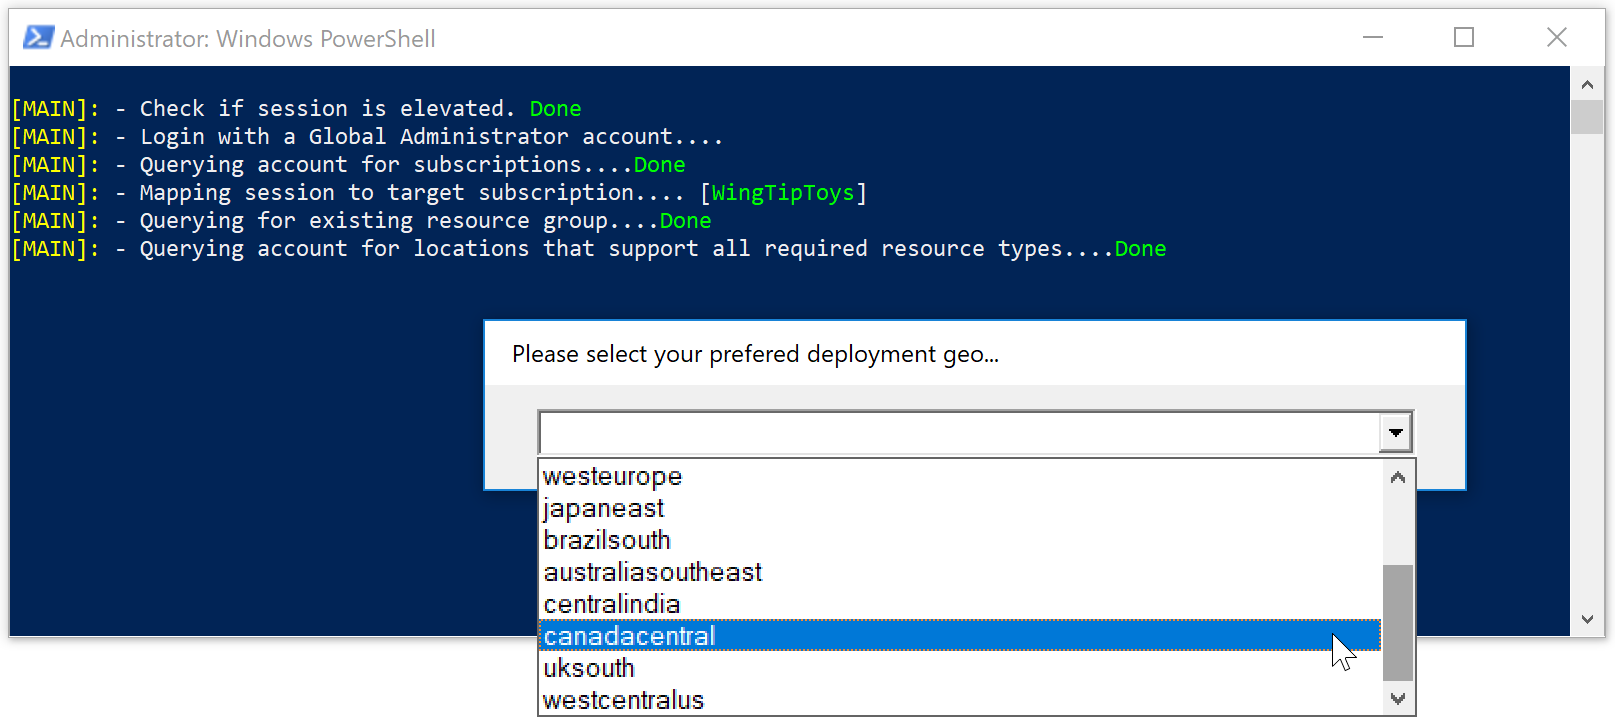 Administrator: Windows PowerShell
[MAIN]: - Check if session is elevated. Done
[MAIN]: - Login with a Global Administrator account....
[MAIN]: - Querying account for subscriptions....Done
[MAIN]: - Mapping session to target subscription.... [WingTipToys]
[MAIN]: - Querying for existing resource group....Done
[MAIN]: - Querying account for locations that support all required resource types....Done
Please select your prefered deployment geo...
westeurope
japaneast
brazilsouth
australiasoutheast
centralindia
canadacentral
uksouth
westcentralus